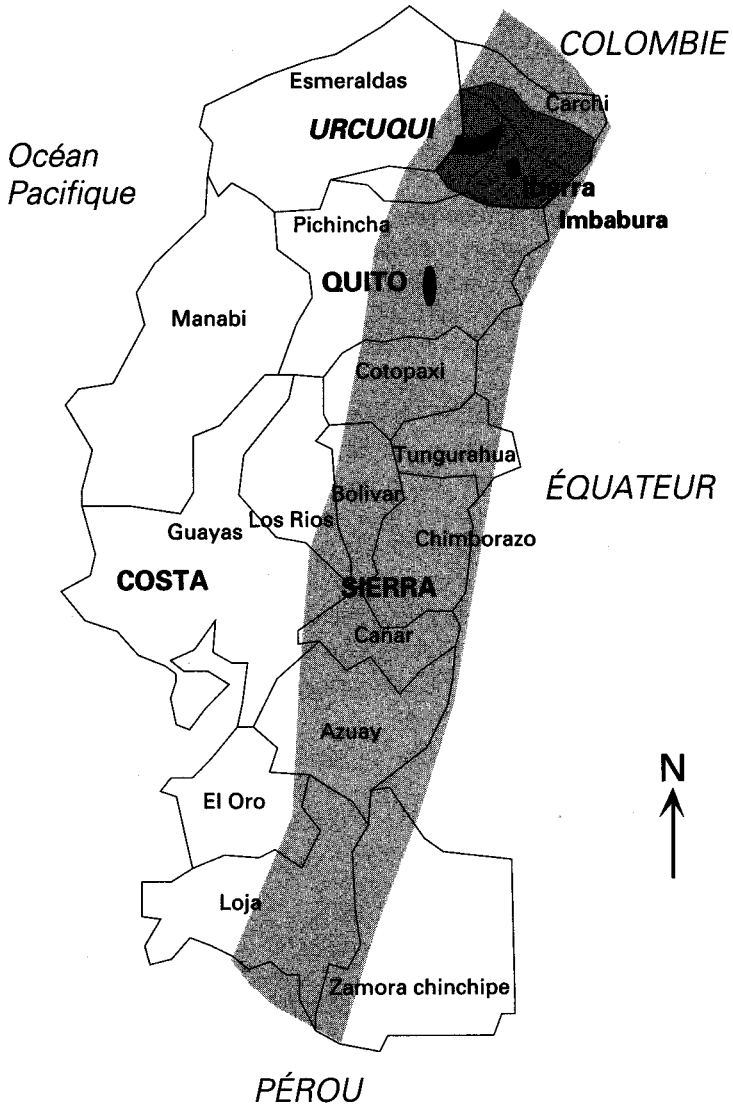 COLOMBIE
Esmeraldas
Carchi
URCUQUI
Océan
Pacifique
Ibarra
Imbabura
Pichincha
QUITO
Manabi
Cotopaxi
Tungurahua
ÉQUATEUR
Bolivar
Los Rios
Guayas
Chimborazo
COSTA
SIERRA
Cañar
Azuay
N
El Oro
Loja
Zamora chinchipe
PÉROU